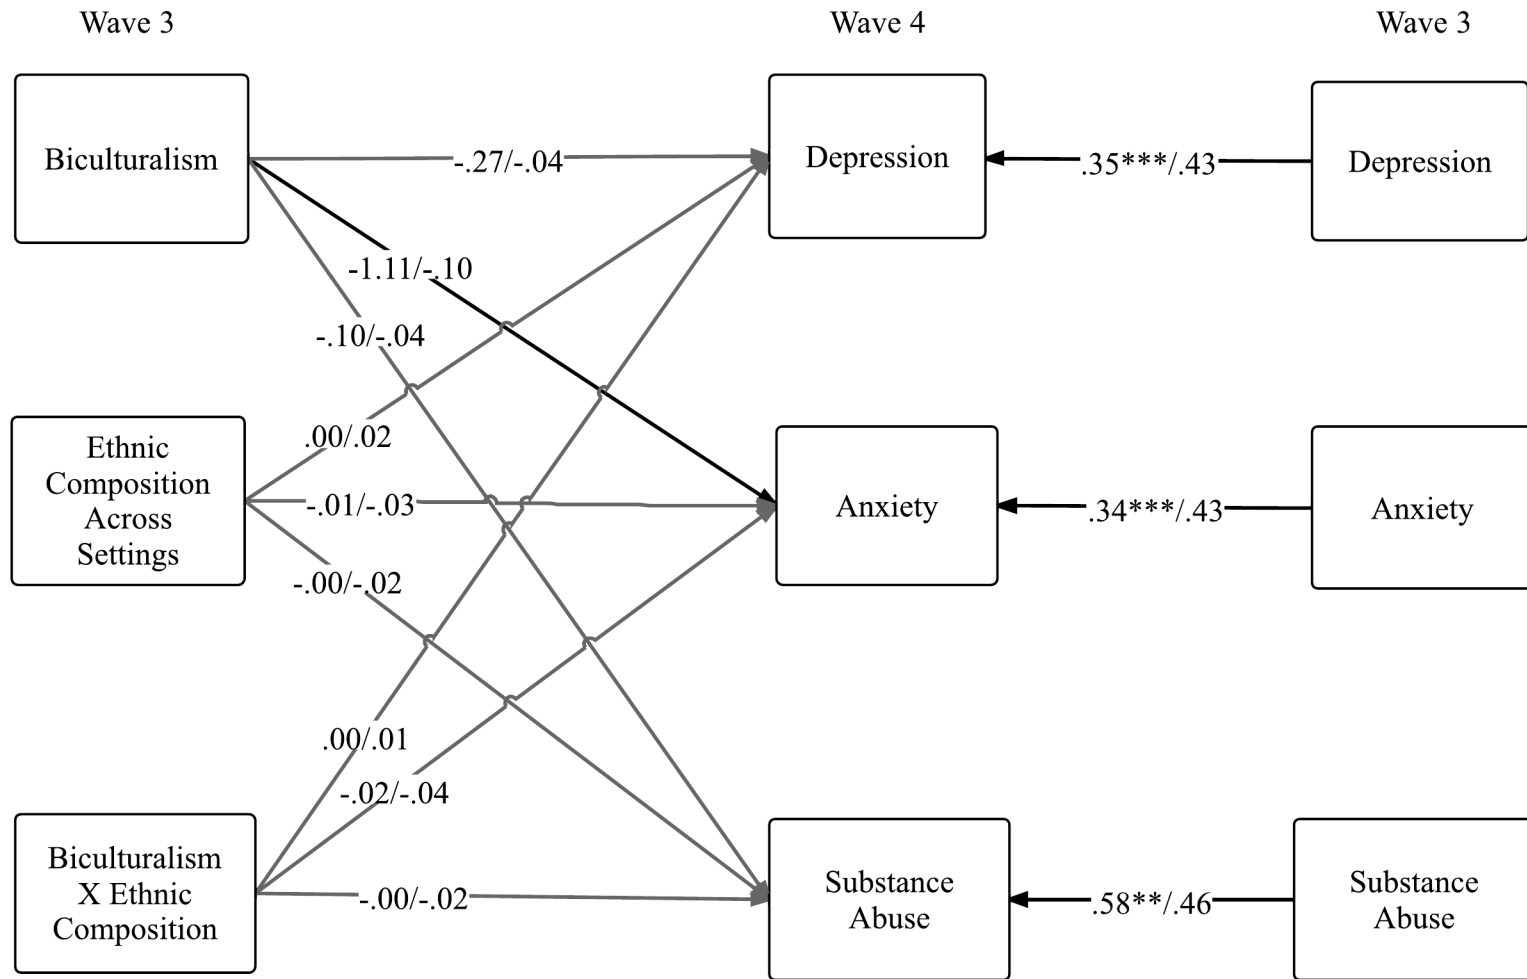 Wave 3
Wave 4
Wave 3
Biculturalism
-.27/-.04
Depression
.35***/.43
Depression
-1.11/-.10
-.10/-.04
Ethnic
Composition
Across
Settings
.00/.02
-.01/-.03
-.00/-.02
Anxiety
.34***/.43
Anxiety
.00/.01
-.02/-.04
Biculturalism
X Ethnic
Composition
-.00/-.02
Substance
Abuse
.58**/.46
Substance
Abuse